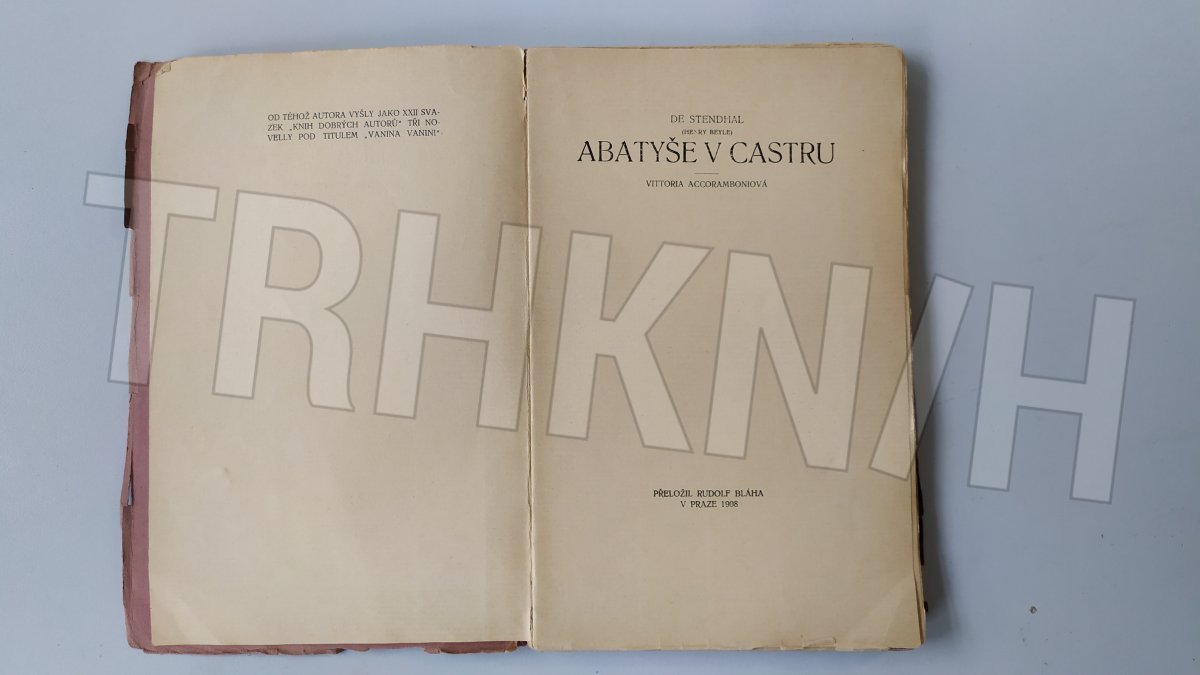 OD TÉHOŽ AUTORA VYŠLY JAKO XXII SVA-
ZEK „KNIH DOBRÝCH AUTORŮ“ TŘI NO-
VELLY POD TITULEM „VANINA VANINI“.
DE STENDHAL
(HENRY BEYLE)
ABATYŠE V CASTRU
VITTORIA ACCORAMBONIOVÁ
PŘELOŽIL RUDOLF BLÁHA
V PRAZE 1908
TRHKN/H